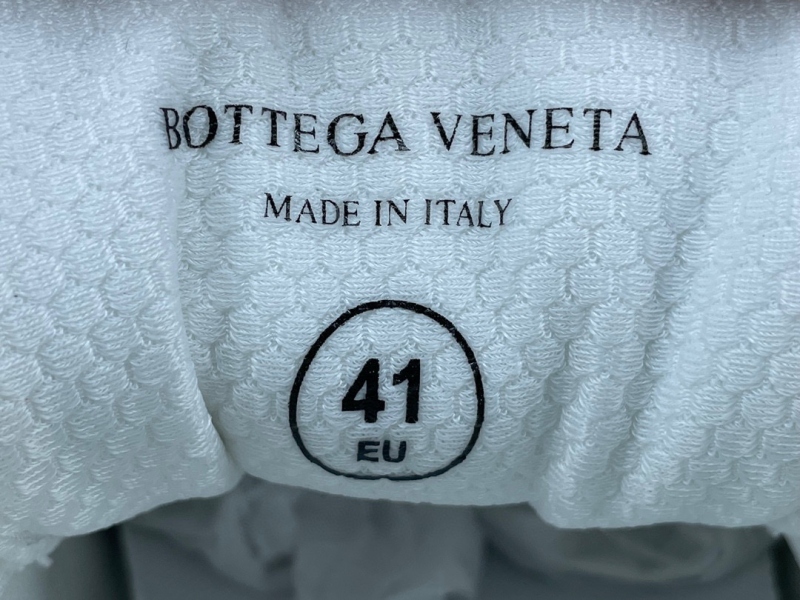 BOTTEGA VENETA
MADE IN ITALY
41
EU